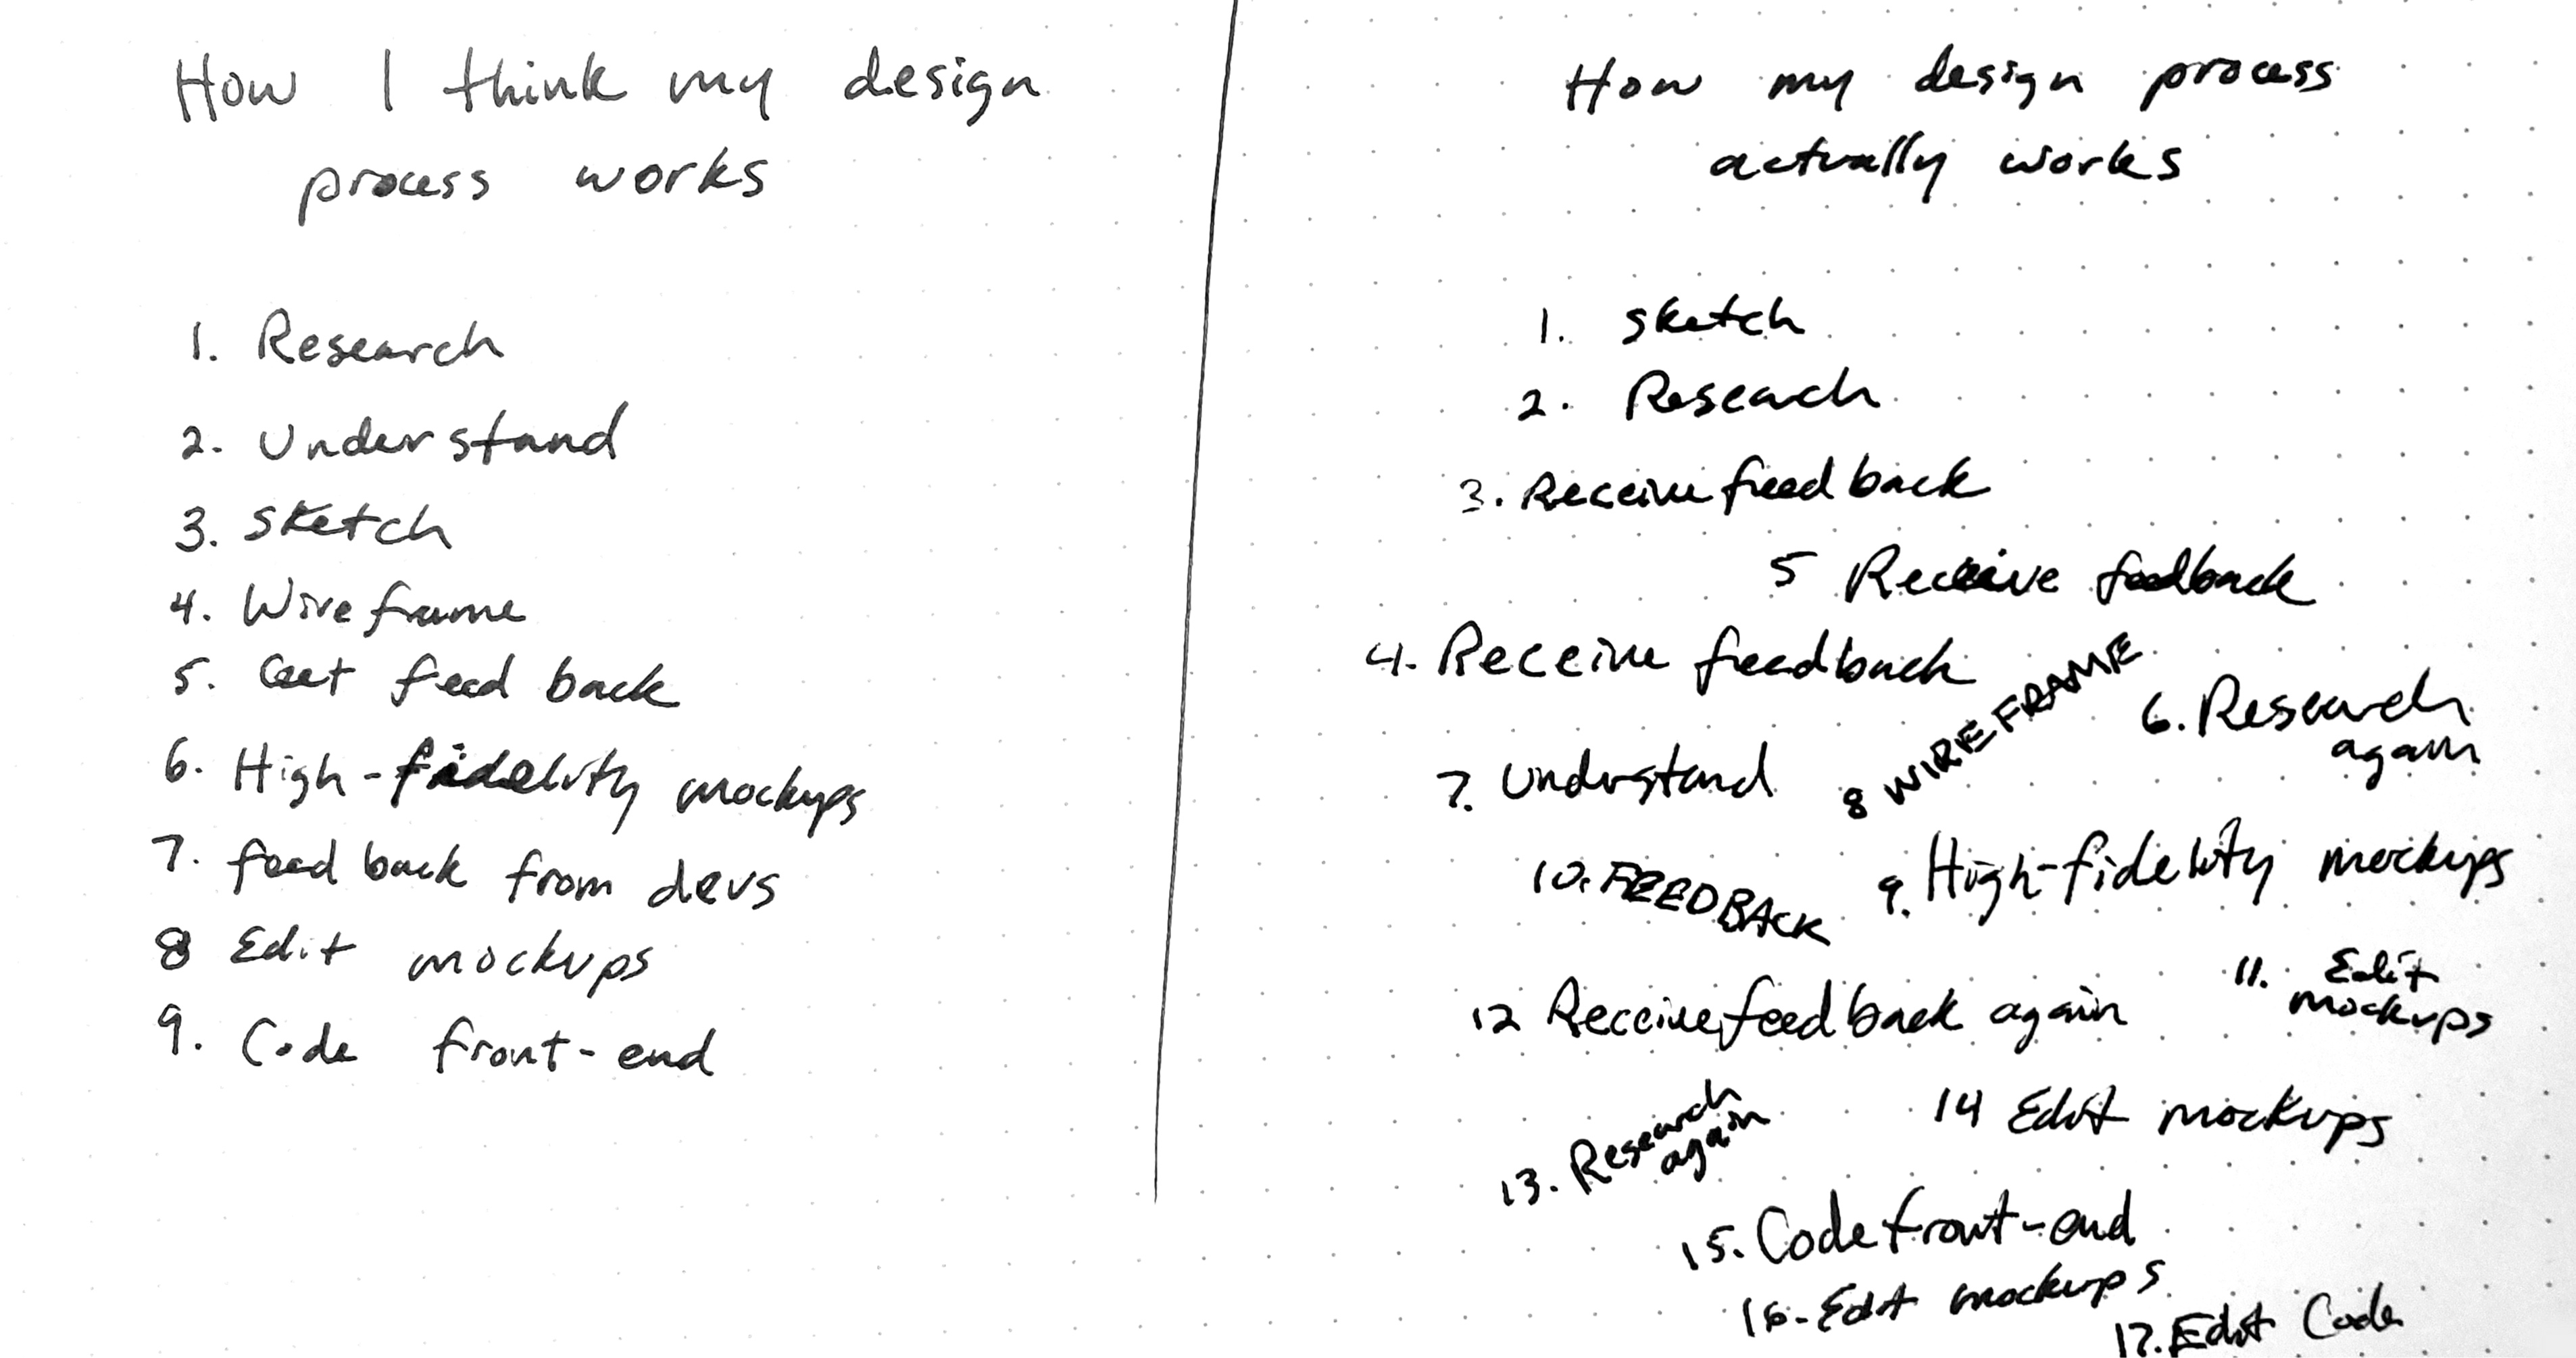 How I think my design
process works
1. Research
2. Understand
3. Sketch
4. Wireframe
5. Get feedback
6. High-fidelity mockups
7. feedback from devs
8 Edit mockups
9. Code front-end
How my design process
actually works
1. Sketch
2. Research
3. Receive feedback
5 Receive feedback
4. Receive feedback
6. Research
again
7. Understand
8 WIREFRAME
9. High-fidelity mockups
10. FEEDBACK
11. Edit
mockups
12 Receive feedback again
13. Research
again
14 Edit mockups
15. Code front-end
16. Edit mockups
17. Edit Code